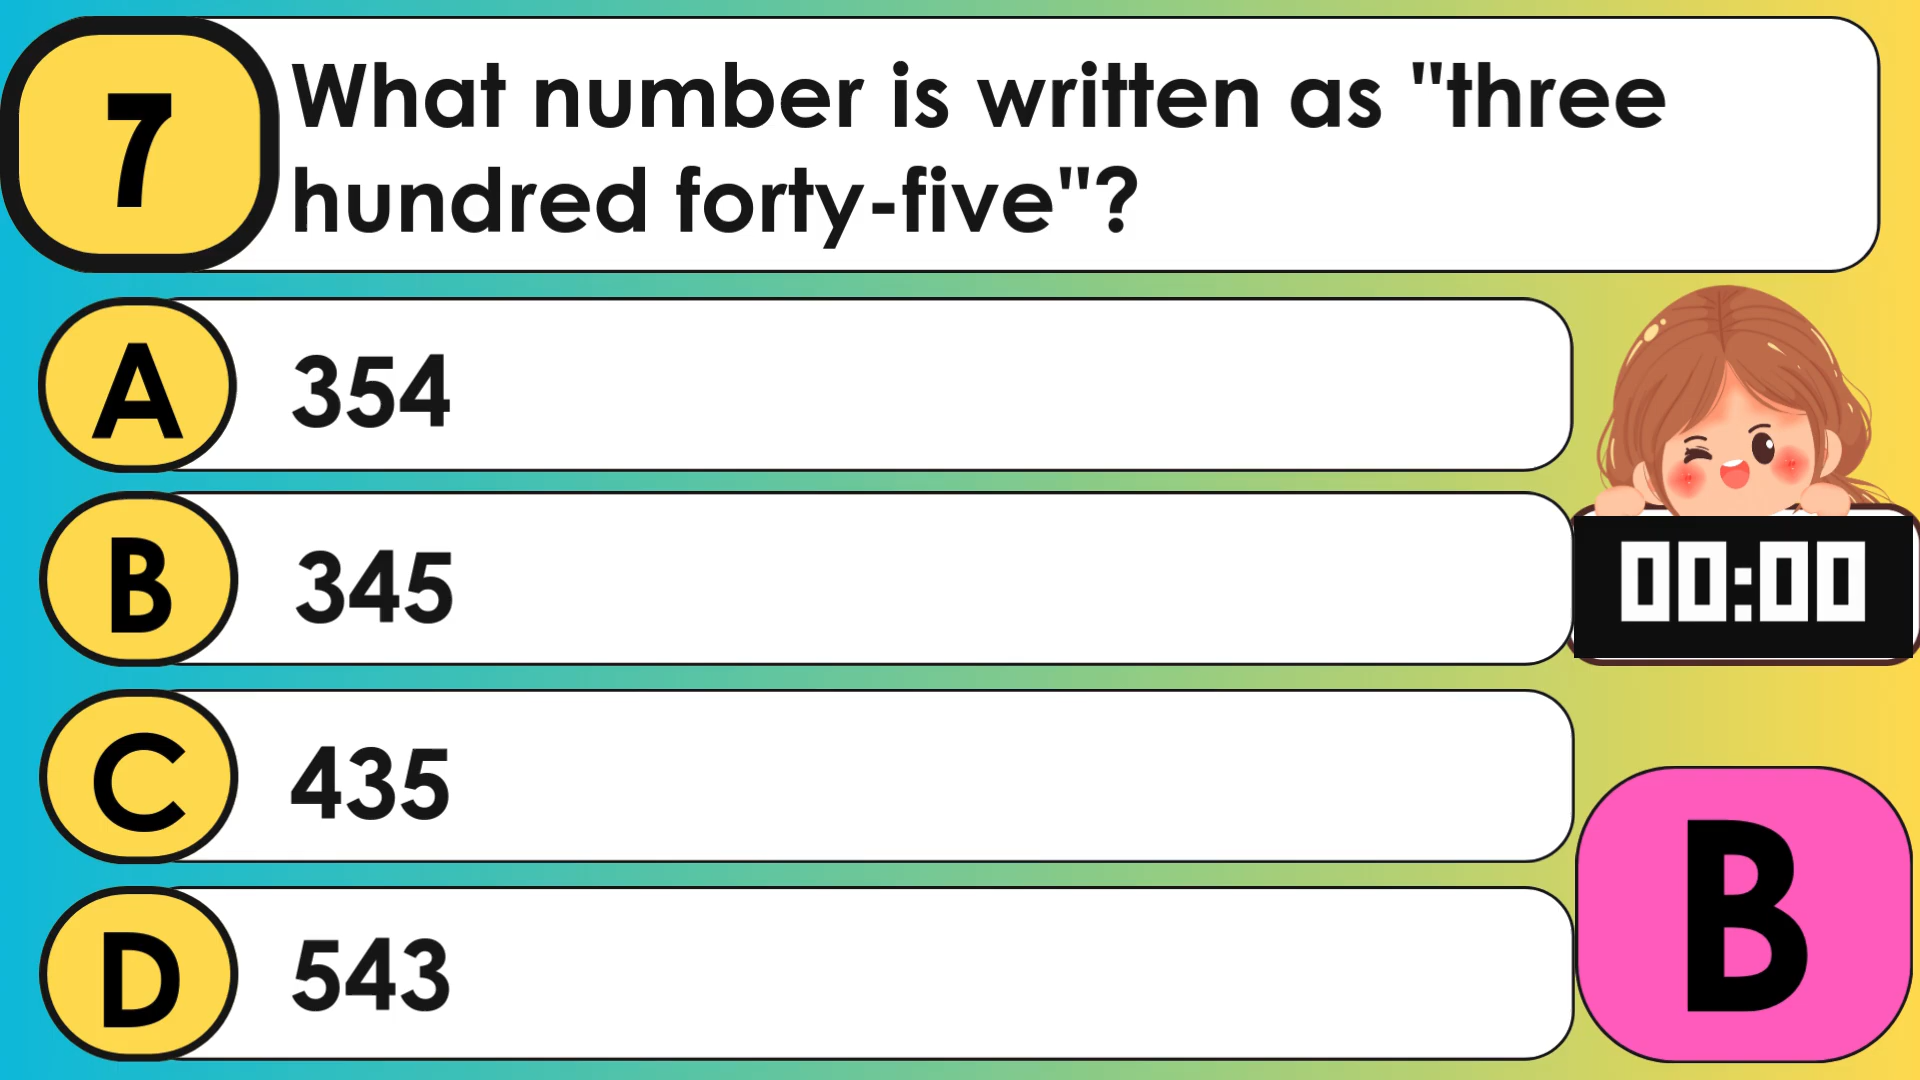 7
What number is written as "three
hundred forty-five"?
A
354
B
345
00:00
C
435
D
543
B